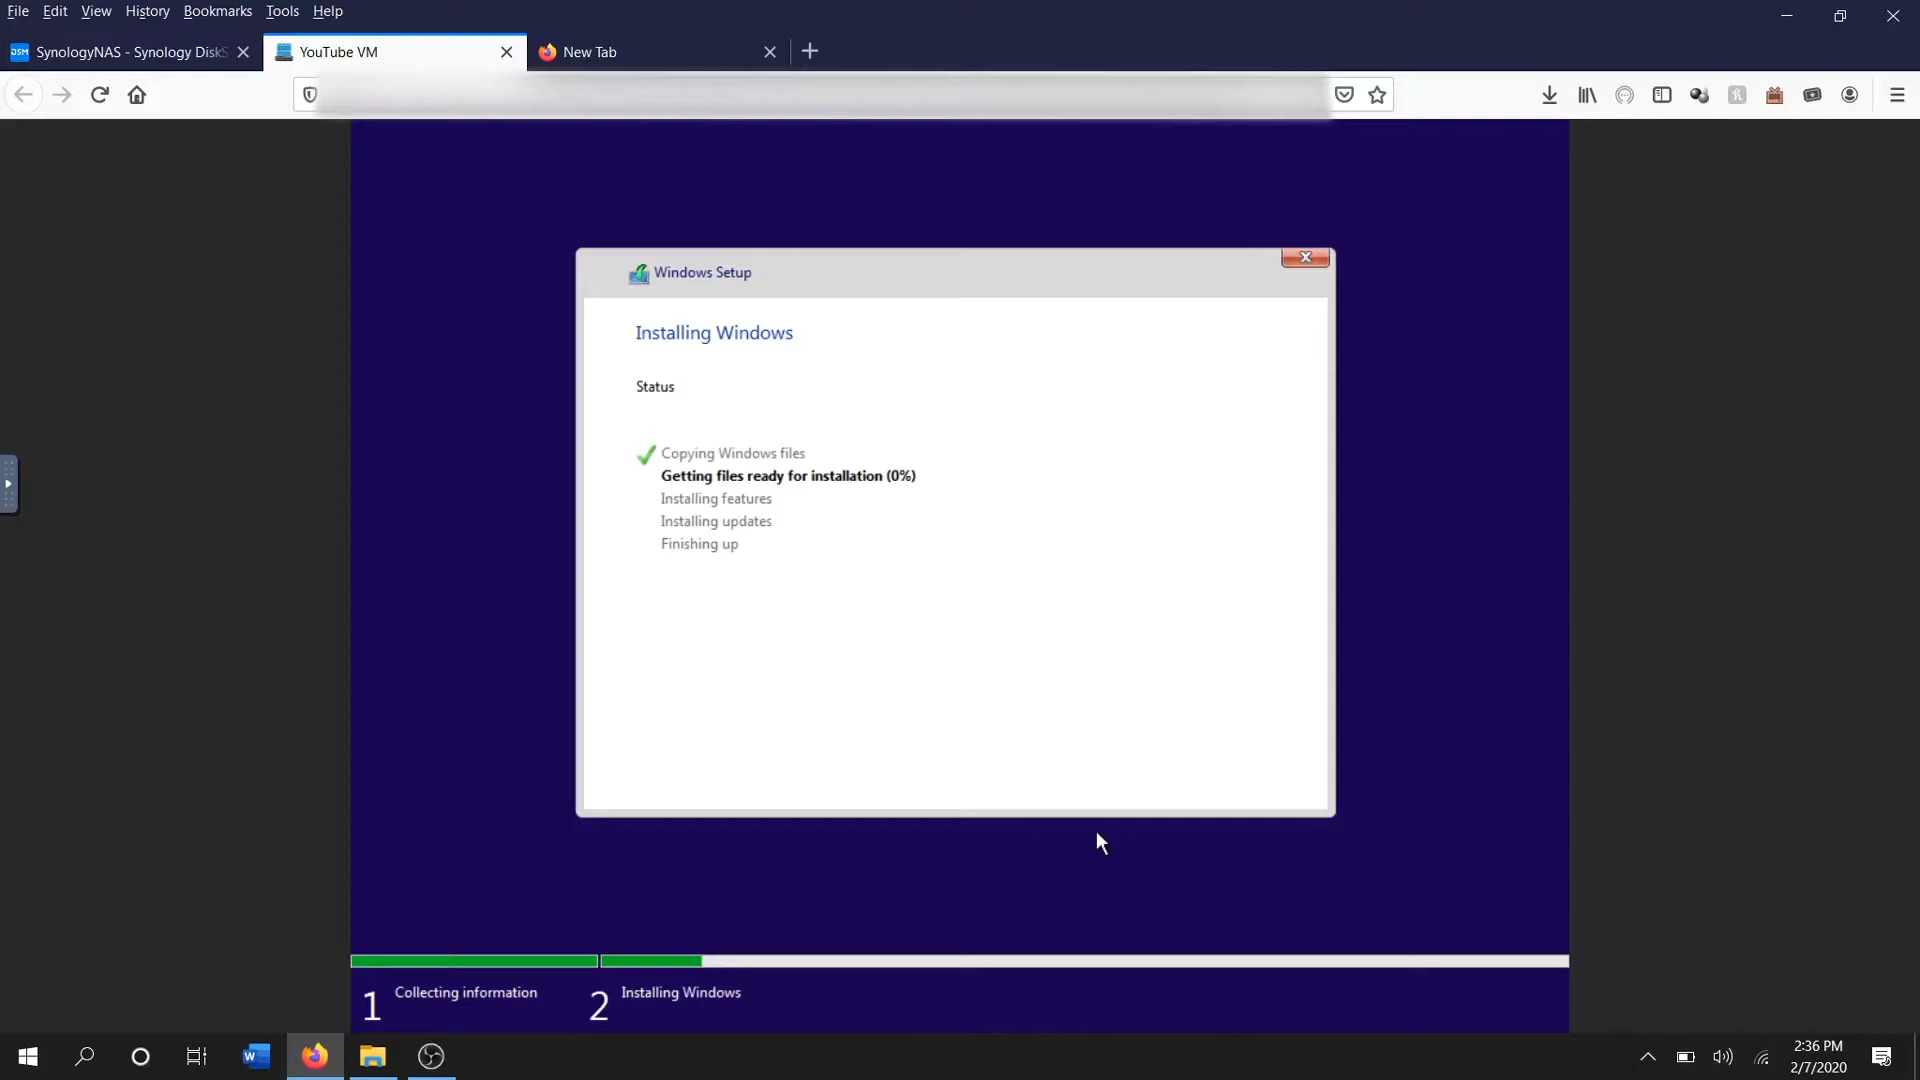 File Edit View History Bookmarks Tools Help
SynologyNAS - Synology DiskS
YouTube VM
New Tab
Windows Setup
Installing Windows
Status
Copying Windows files
Getting files ready for installation (0%)
Installing features
Installing updates
Finishing up
1 Collecting information
2 Installing Windows
2:36 PM
2/7/2020